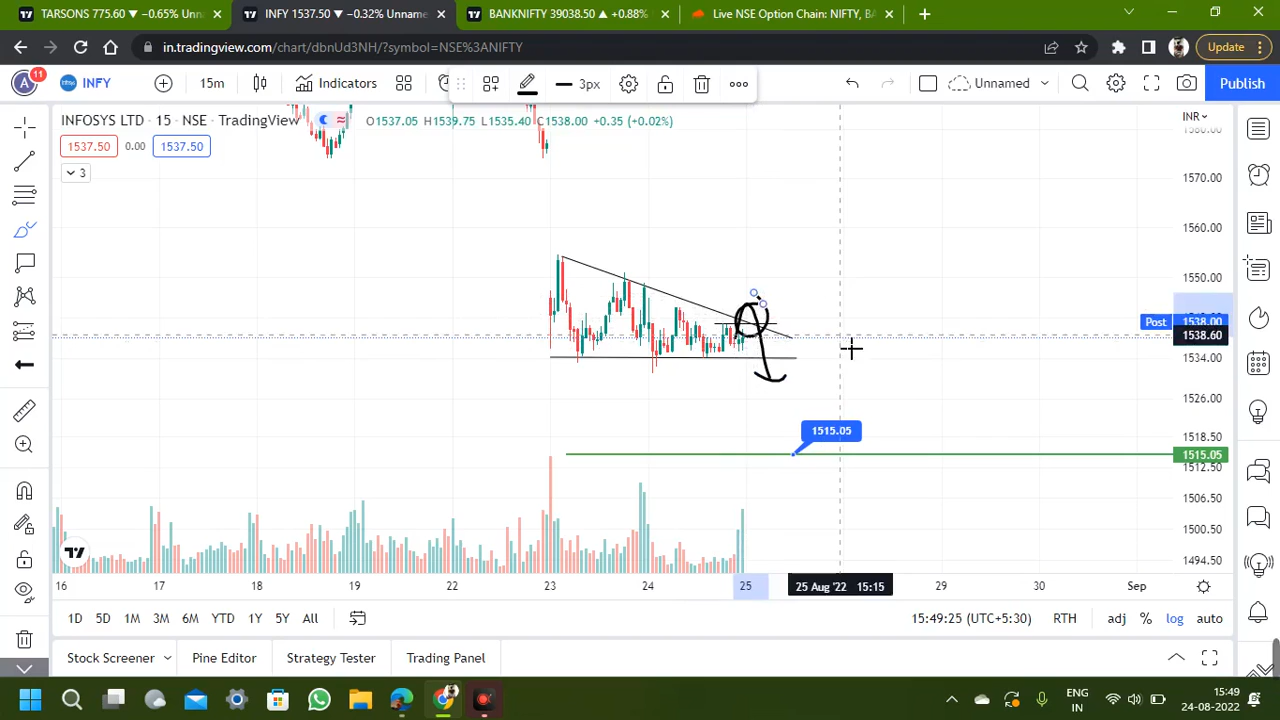 TARSONS 775.60 ▼ −0.65% Unnam
INFY 1537.50 ▼ −0.32% Unname
BANKNIFTY 39038.50 ▲ +0.88%
Live NSE Option Chain: NIFTY, BA
in.tradingview.com/chart/dbnUd3NH/?symbol=NSE%3ANIFTY
Update
A
11
INFY
15m
Indicators
3px
Unnamed
Publish
INFOSYS LTD · 15 · NSE · TradingView
O1537.05 H1539.75 L1535.40 C1538.00 +0.35 (+0.02%)
INR
1537.50
0.00
1537.50
3
1580.00
1570.00
1560.00
1550.00
Post
1538.00
1538.60
1534.00
1526.00
1518.50
1515.05
1515.05
1512.50
1506.50
1500.50
1494.50
16
17
18
19
22
23
24
25
25 Aug '22 15:15
29
30
Sep
1D
5D
1M
3M
6M
YTD
1Y
5Y
All
15:49:25 (UTC+5:30)
RTH
adj
%
log
auto
Stock Screener
Pine Editor
Strategy Tester
Trading Panel
ENG
IN
15:49
24-08-2022